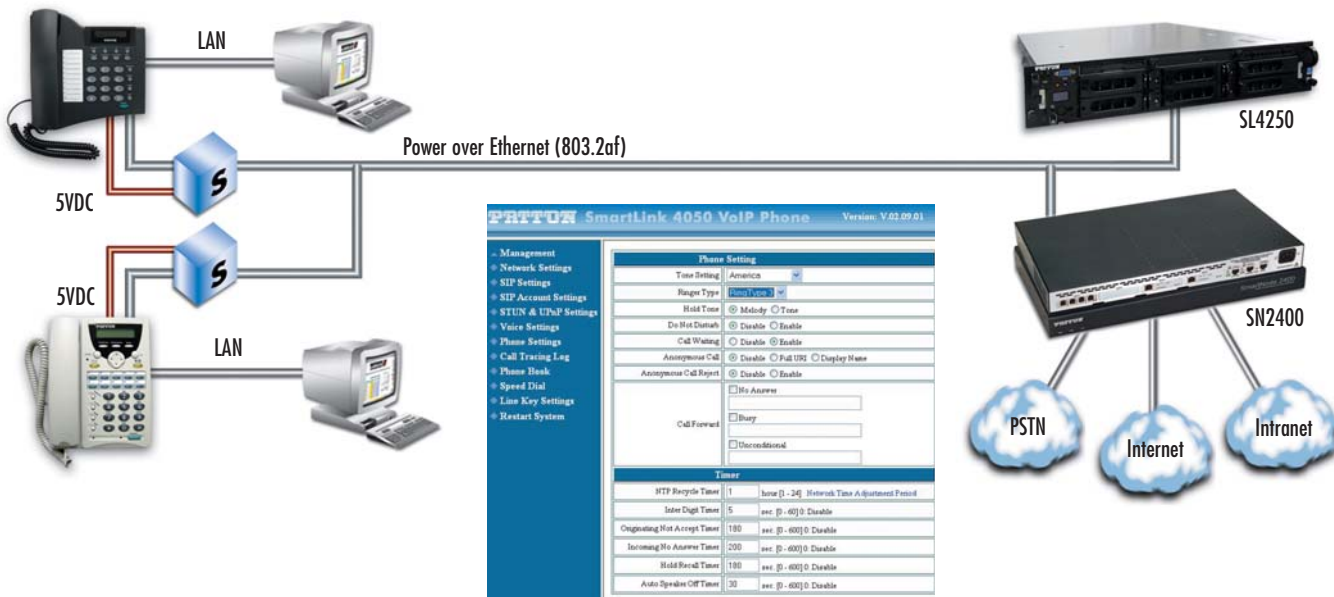 LAN
SL4250
Power over Ethernet (803.2af)
S
5VDC
PATTON SmartLink 4050 VoIP Phone Version: V.02.09.01
Management
Network Settings
SIP Settings
SIP Account Settings
STUN & UPnP Settings
Voice Settings
Phone Settings
Call Tracing Log
Phone Book
Speed Dial
Line Key Settings
Restart System
Phone Setting
Tone Setting America
Ringer Type RingType 3
Hold Tone Melody Tone
Do Not Disturb Disable Enable
Call Waiting Disable Enable
Anonymous Call Disable Full URI Display Name
Anonymous Call Reject Disable Enable
Call Forward
No Answer
Busy
Unconditional
Timer
NTP Recycle Timer 1 hour [1 - 24] Network Time Adjustment Period
Inter Digit Timer 5 sec. [0 - 60] 0: Disable
Originating Not Accept Timer 180 sec. [0 - 600] 0: Disable
Incoming No Answer Timer 200 sec. [0 - 600] 0: Disable
Hold Recall Timer 180 sec. [0 - 600] 0: Disable
Auto Speaker Off Timer 30 sec. [0 - 600] 0: Disable
S
5VDC
LAN
SmartNode 2400
SN2400
PSTN
Internet
Intranet